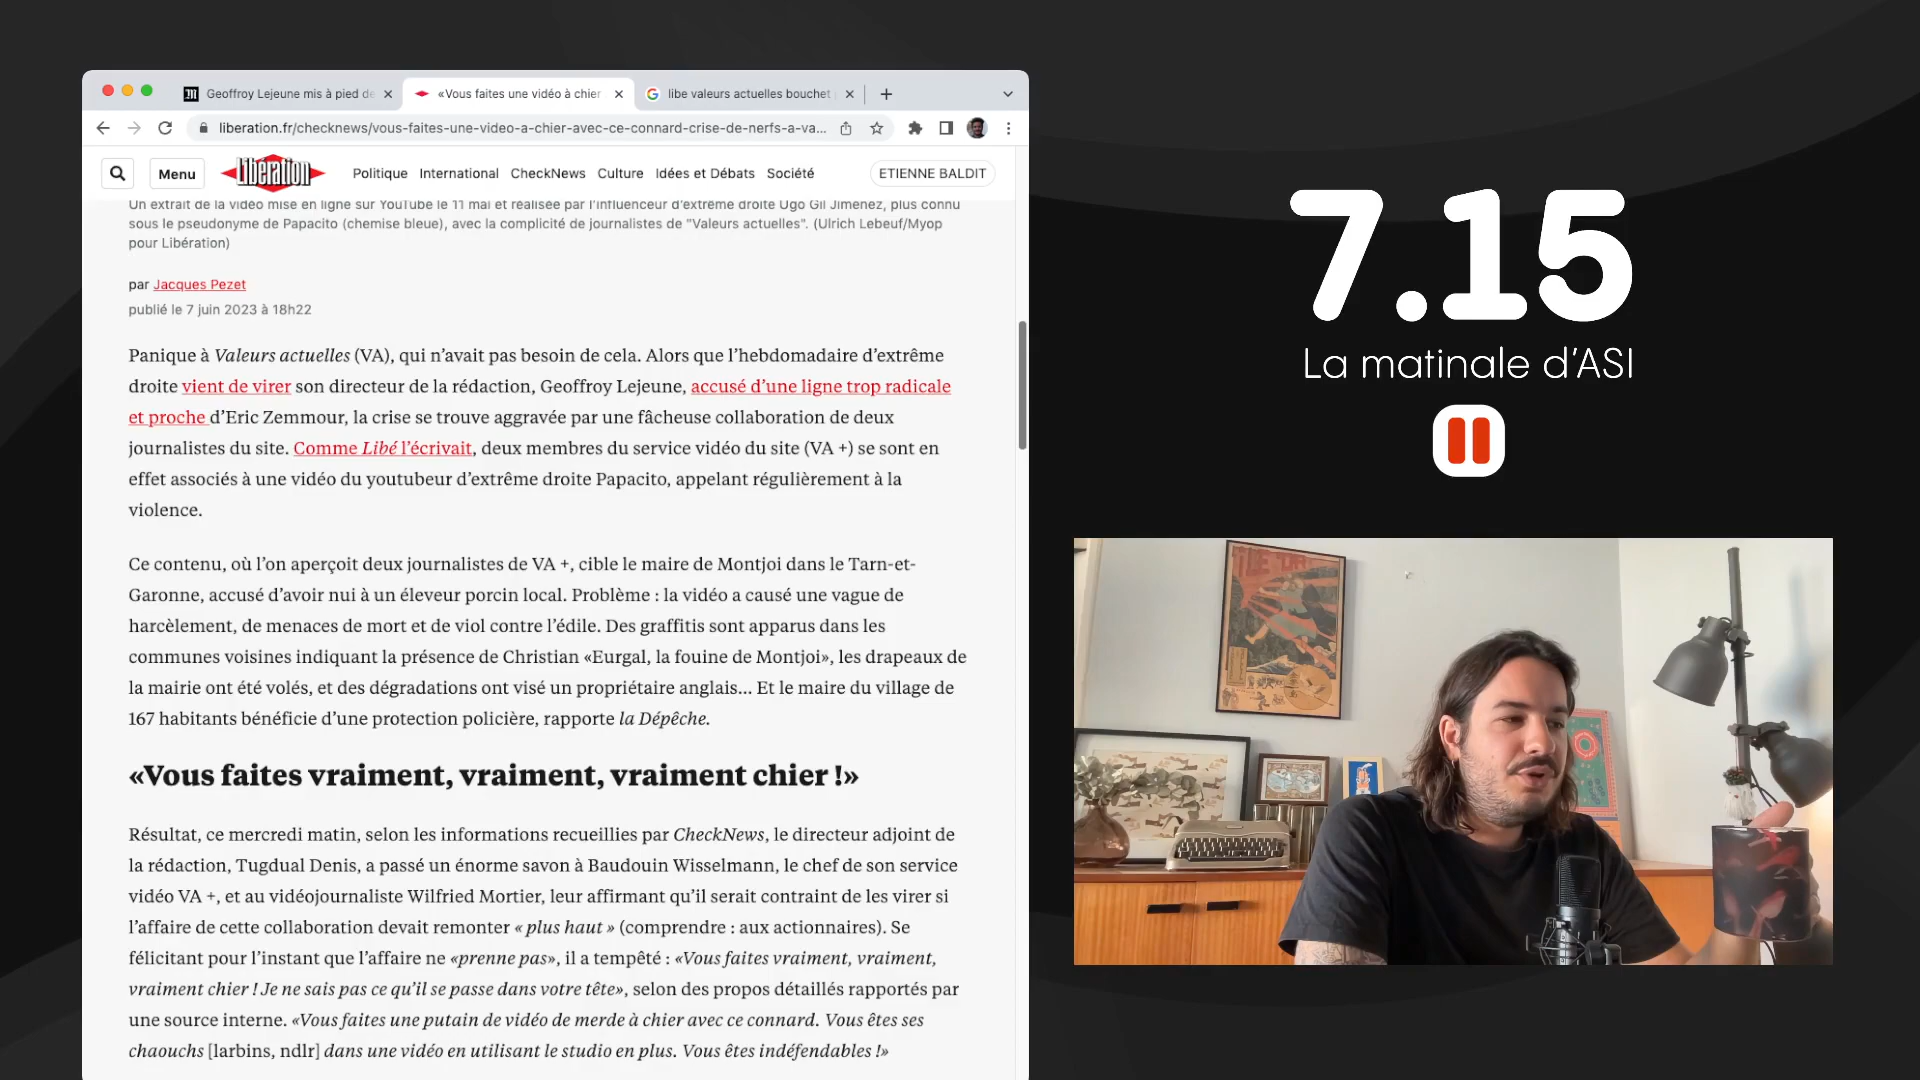 Geoffroy Lejeune mis à pied de
«Vous faites une vidéo à chier
libe valeurs actuelles bouchet
liberation.fr/checknews/vous-faites-une-video-a-chier-avec-ce-connard-crise-de-nerfs-a-va...
Menu
Libération
Politique International CheckNews Culture Idées et Débats Société
ETIENNE BALDIT
Un extrait de la vidéo mise en ligne sur YouTube le 11 mai et réalisée par l'influenceur d'extrême droite Ugo Gil Jimenez, plus connu
sous le pseudonyme de Papacito (chemise bleue), avec la complicité de journalistes de "Valeurs actuelles". (Ulrich Lebeuf/Myop
pour Libération)
par Jacques Pezet
publié le 7 juin 2023 à 18h22
Panique à Valeurs actuelles (VA), qui n'avait pas besoin de cela. Alors que l'hebdomadaire d'extrême
droite vient de virer son directeur de la rédaction, Geoffroy Lejeune, accusé d'une ligne trop radicale
et proche d'Eric Zemmour, la crise se trouve aggravée par une fâcheuse collaboration de deux
journalistes du site. Comme Libé l'écrivait, deux membres du service vidéo du site (VA +) se sont en
effet associés à une vidéo du youtubeur d'extrême droite Papacito, appelant régulièrement à la
violence.
Ce contenu, où l'on aperçoit deux journalistes de VA +, cible le maire de Montjoi dans le Tarn-et-
Garonne, accusé d'avoir nui à un éleveur porcin local. Problème : la vidéo a causé une vague de
harcèlement, de menaces de mort et de viol contre l'édile. Des graffitis sont apparus dans les
communes voisines indiquant la présence de Christian «Eurgal, la fouine de Montjoi», les drapeaux de
la mairie ont été volés, et des dégradations ont visé un propriétaire anglais... Et le maire du village de
167 habitants bénéficie d'une protection policière, rapporte la Dépêche.
«Vous faites vraiment, vraiment, vraiment chier !»
Résultat, ce mercredi matin, selon les informations recueillies par CheckNews, le directeur adjoint de
la rédaction, Tugdual Denis, a passé un énorme savon à Baudouin Wisselmann, le chef de son service
vidéo VA +, et au vidéojournaliste Wilfried Mortier, leur affirmant qu'il serait contraint de les virer si
l'affaire de cette collaboration devait remonter « plus haut » (comprendre : aux actionnaires). Se
félicitant pour l'instant que l'affaire ne «prenne pas», il a tempêté : «Vous faites vraiment, vraiment,
vraiment chier ! Je ne sais pas ce qu'il se passe dans votre tête», selon des propos détaillés rapportés par
une source interne. «Vous faites une putain de vidéo de merde à chier avec ce connard. Vous êtes ses
chaouchs [larbins, ndlr] dans une vidéo en utilisant le studio en plus. Vous êtes indéfendables !»
7.15
La matinale d'ASI